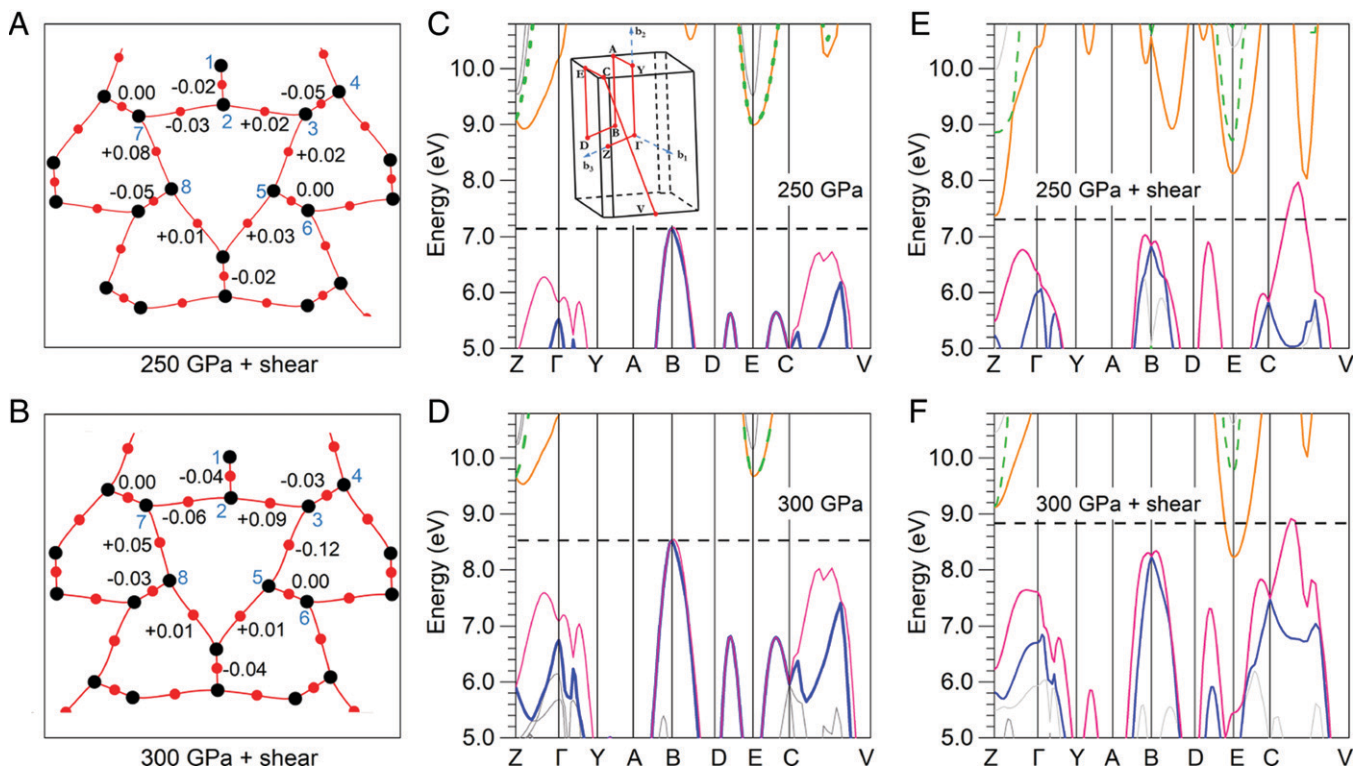 A
1
-0.02
0.00
-0.05
4
7
-0.03
2
+0.02
3
+0.08
+0.02
-0.05
8
5
0.00
6
+0.01
+0.03
-0.02
250 GPa + shear
B
1
-0.04
0.00
-0.03
4
7
-0.06
2
+0.09
3
+0.05
-0.12
-0.03
8
5
0.00
6
+0.01
+0.01
-0.04
300 GPa + shear
C
Energy (eV)
10.0
9.0
8.0
7.0
6.0
5.0
b2
A
E
C
Y
B
D
Γ
Z
b3
b1
V
250 GPa
Z Γ Y A B D E C V
D
Energy (eV)
10.0
9.0
8.0
7.0
6.0
5.0
300 GPa
Z Γ Y A B D E C V
E
Energy (eV)
10.0
9.0
8.0
7.0
6.0
5.0
250 GPa + shear
Z Γ Y A B D E C V
F
Energy (eV)
10.0
9.0
8.0
7.0
6.0
5.0
300 GPa + shear
Z Γ Y A B D E C V